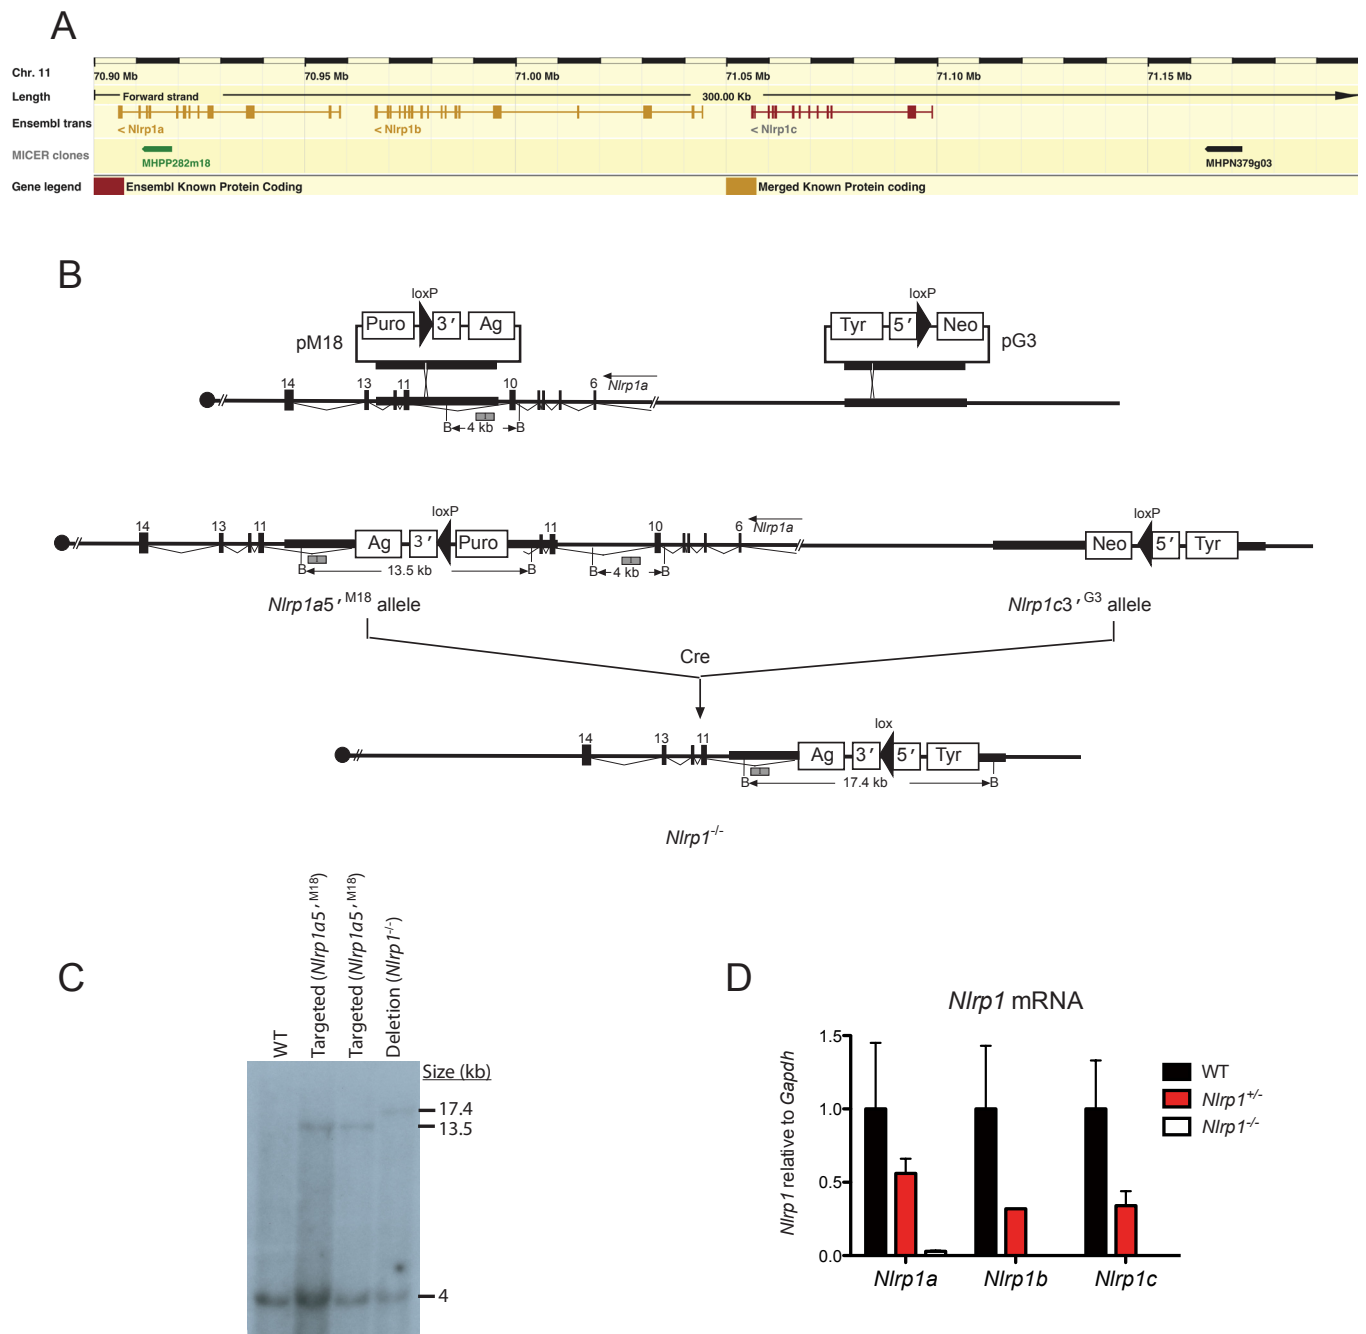 A
Chr. 11
70.90 Mb 70.95 Mb 71.00 Mb 71.05 Mb 71.10 Mb 71.15 Mb
Length Forward strand 300.00 Kb
Ensembl trans
< Nlrp1a < Nlrp1b < Nlrp1c
MICER clones
MHPP282m18 MHPN379g03
Gene legend Ensembl Known Protein Coding Merged Known Protein coding
B
loxP loxP
Puro 3′ Ag Tyr 5′ Neo
pM18 pG3
14 13 11 10 6 Nlrp1a
B 4 kb B
loxP loxP
14 13 11 11 10 6 Nlrp1a
Ag 3′ Puro Neo 5′ Tyr
B 13.5 kb B B 4 kb B
Nlrp1a5′ M18 allele Nlrp1c3′ G3 allele
Cre
lox
14 13 11
Ag 3′ 5′ Tyr
B 17.4 kb B
Nlrp1-/-
C
WT
Targeted (Nlrp1a5′ M18)
Targeted (Nlrp1a5′ M18)
Deletion (Nlrp1-/-)
Size (kb)
17.4
13.5
4
D
Nlrp1 mRNA
Nlrp1 relative to Gapdh
1.5
1.0
0.5
0.0
Nlrp1a Nlrp1b Nlrp1c
WT
Nlrp1+/-
Nlrp1-/-